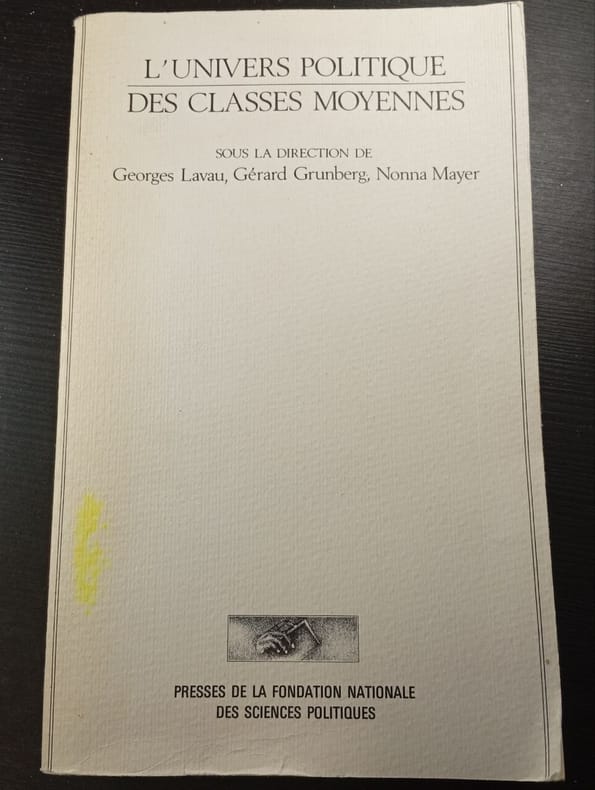 L'UNIVERS POLITIQUE
DES CLASSES MOYENNES
SOUS LA DIRECTION DE
Georges Lavau, Gérard Grunberg, Nonna Mayer
PRESSES DE LA FONDATION NATIONALE
DES SCIENCES POLITIQUES